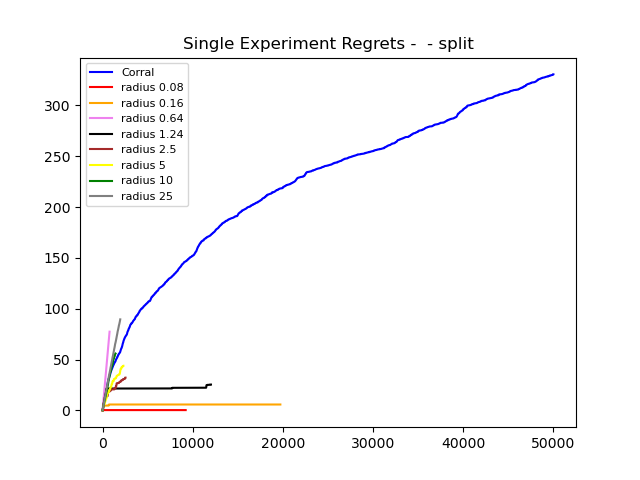 Single Experiment Regrets -  - split
Corral
radius 0.08
radius 0.16
radius 0.64
radius 1.24
radius 2.5
radius 5
radius 10
radius 25
300
250
200
150
100
50
0
0 10000 20000 30000 40000 50000